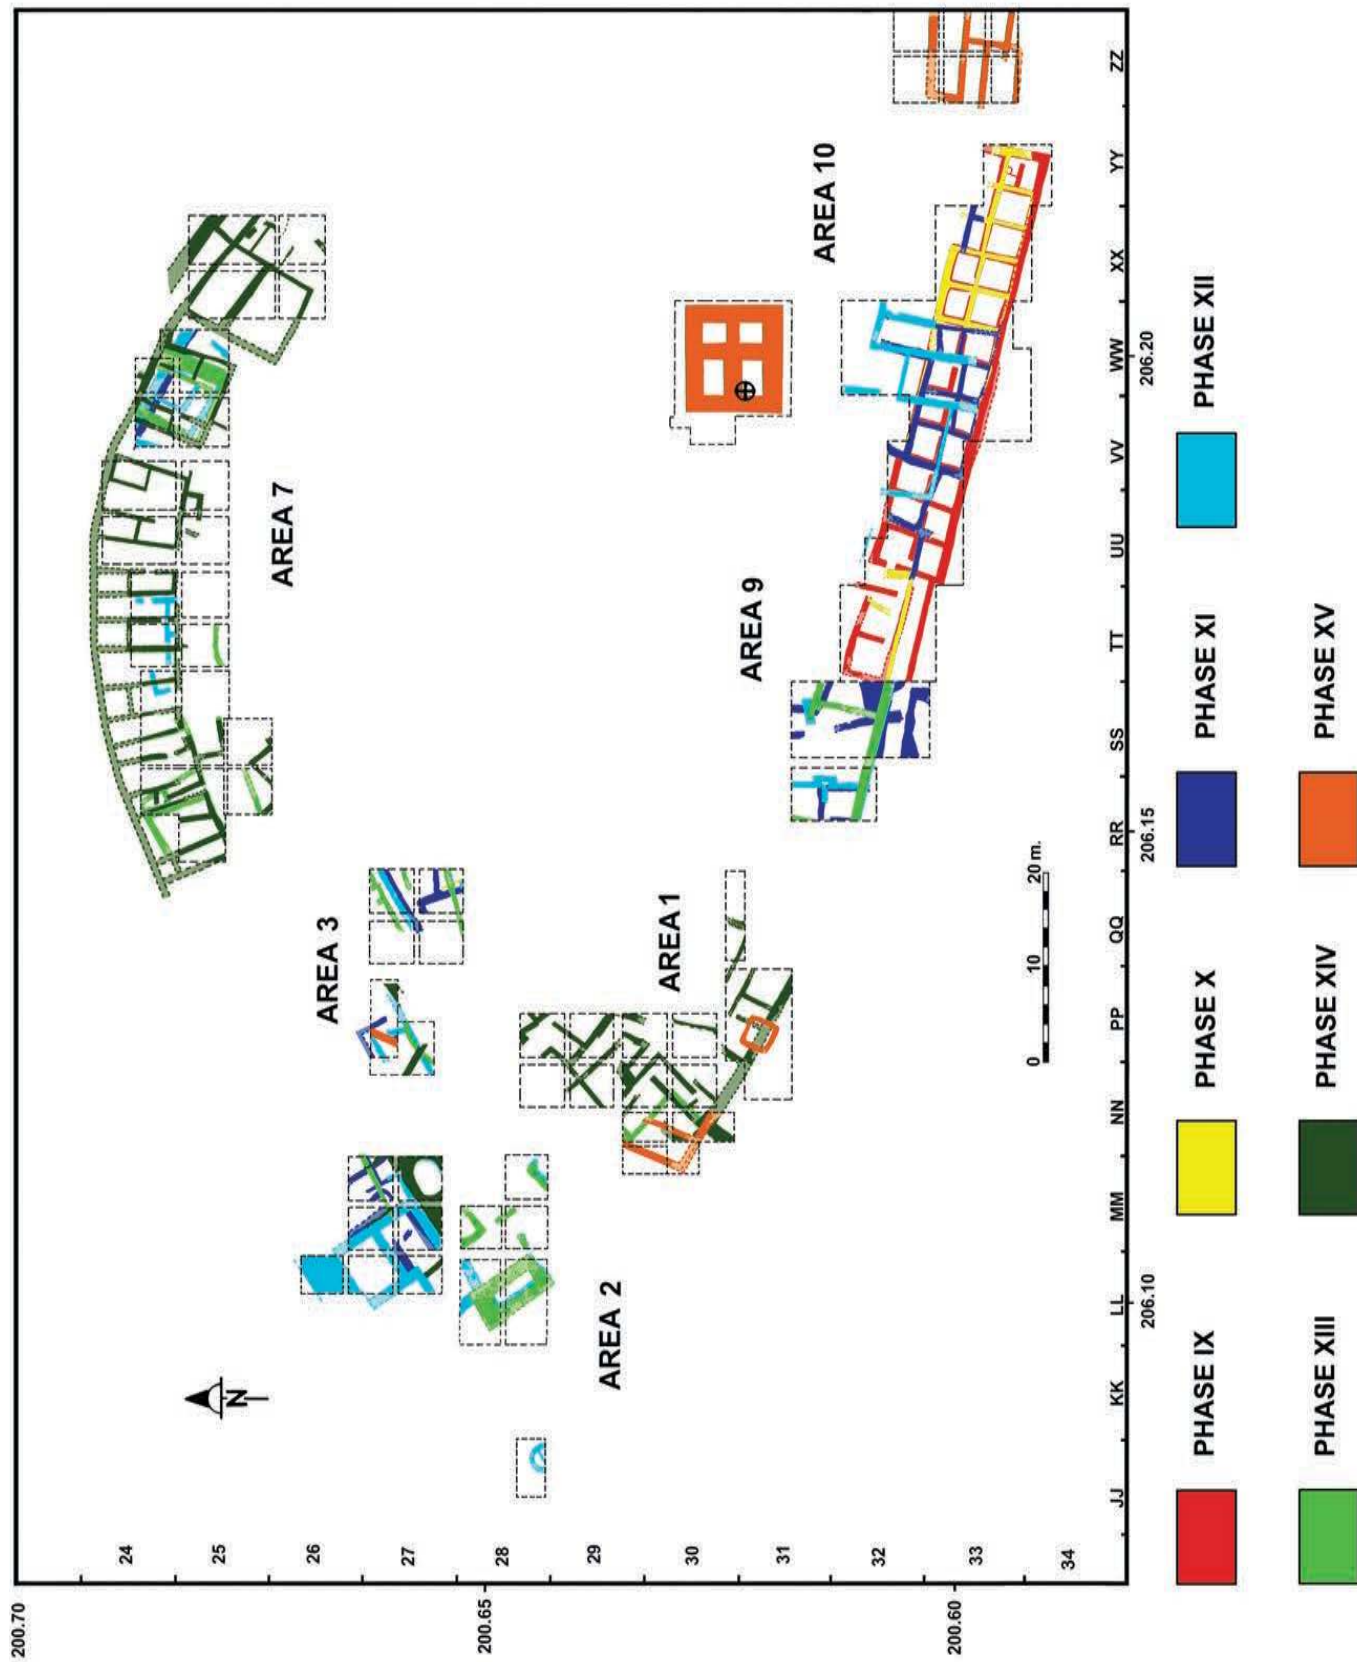 200.70
200.65
200.60
24
25
26
27
28
29
30
31
32
33
34
JJ
KK
LL
MM
NN
PP
QQ
RR
SS
TT
UU
VV
WW
XX
YY
ZZ
206.10
206.15
206.20
N
AREA 7
AREA 3
AREA 2
AREA 1
AREA 9
AREA 10
0 10 20 m.
PHASE IX
PHASE X
PHASE XI
PHASE XII
PHASE XIII
PHASE XIV
PHASE XV